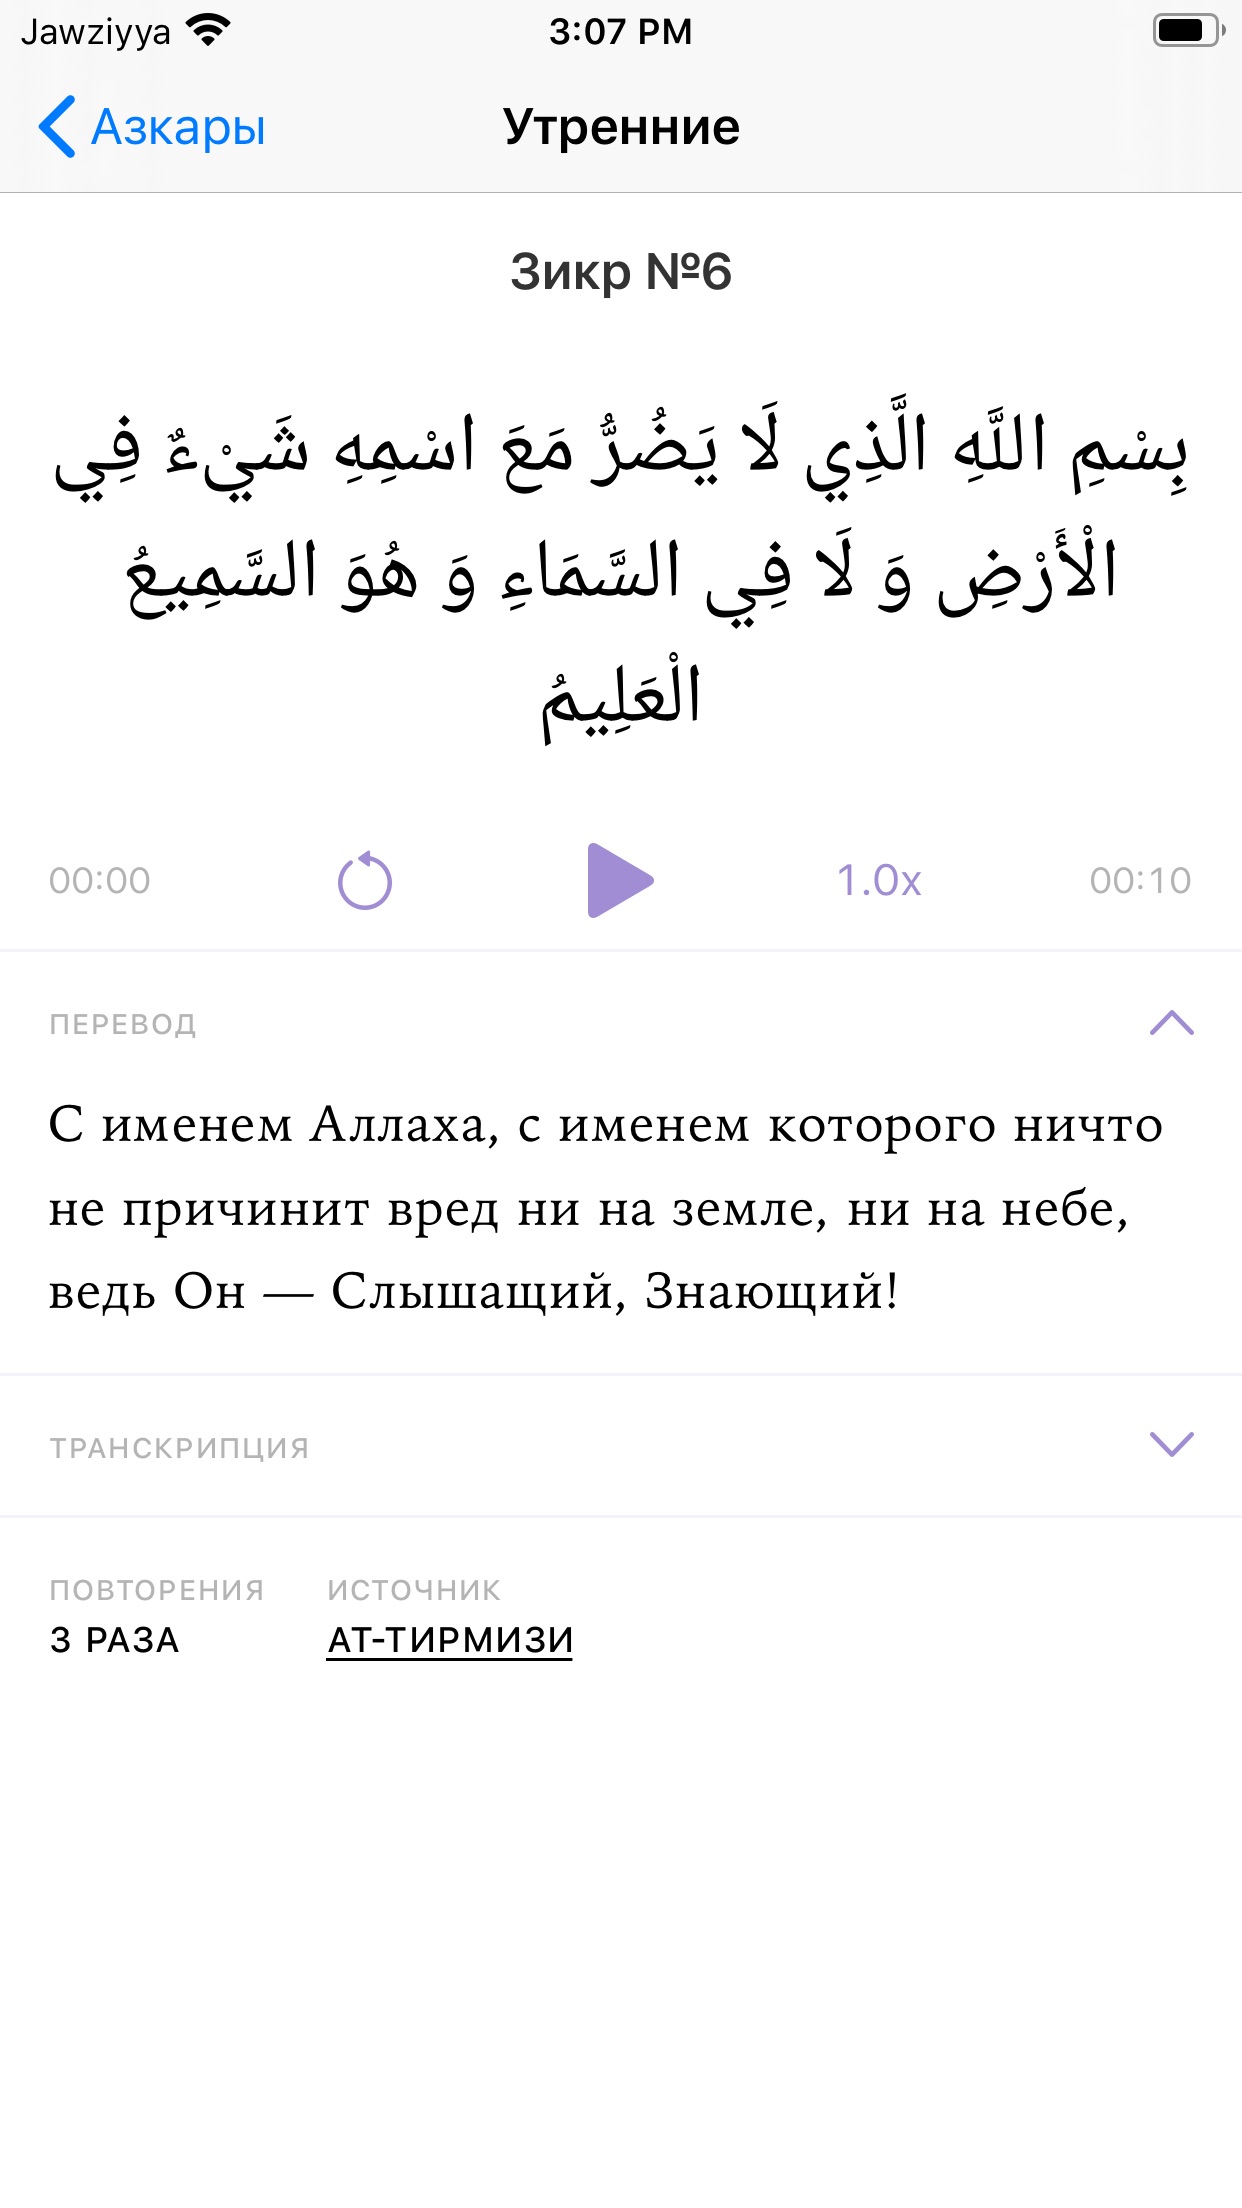 Jawziyya
3:07 PM
Азкары
Утренние
Зикр №6
بِسْمِ اللَّهِ الَّذِي لَا يَضُرُّ مَعَ اسْمِهِ شَيْءٌ فِي
الْأَرْضِ وَ لَا فِي السَّمَاءِ وَ هُوَ السَّمِيعُ
الْعَلِيمُ
00:00
1.0x
00:10
ПЕРЕВОД
С именем Аллаха, с именем которого ничто
не причинит вред ни на земле, ни на небе,
ведь Он — Слышащий, Знающий!
ТРАНСКРИПЦИЯ
ПОВТОРЕНИЯ
3 РАЗА
ИСТОЧНИК
АТ-ТИРМИЗИ